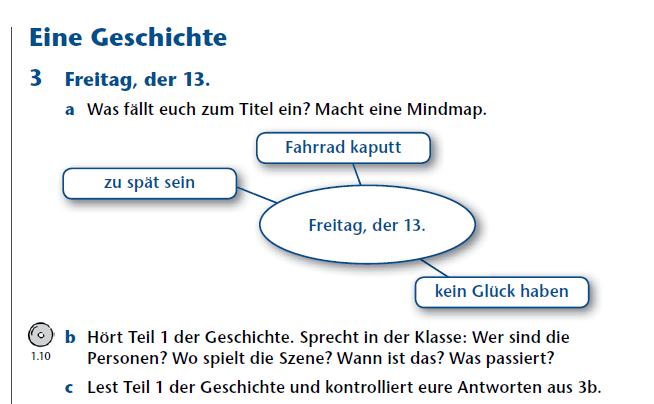 Eine Geschichte
3 Freitag, der 13.
a Was fällt euch zum Titel ein? Macht eine Mindmap.
Fahrrad kaputt
zu spät sein
Freitag, der 13.
kein Glück haben
b Hört Teil 1 der Geschichte. Sprecht in der Klasse: Wer sind die
1.10 Personen? Wo spielt die Szene? Wann ist das? Was passiert?
c Lest Teil 1 der Geschichte und kontrolliert eure Antworten aus 3b.